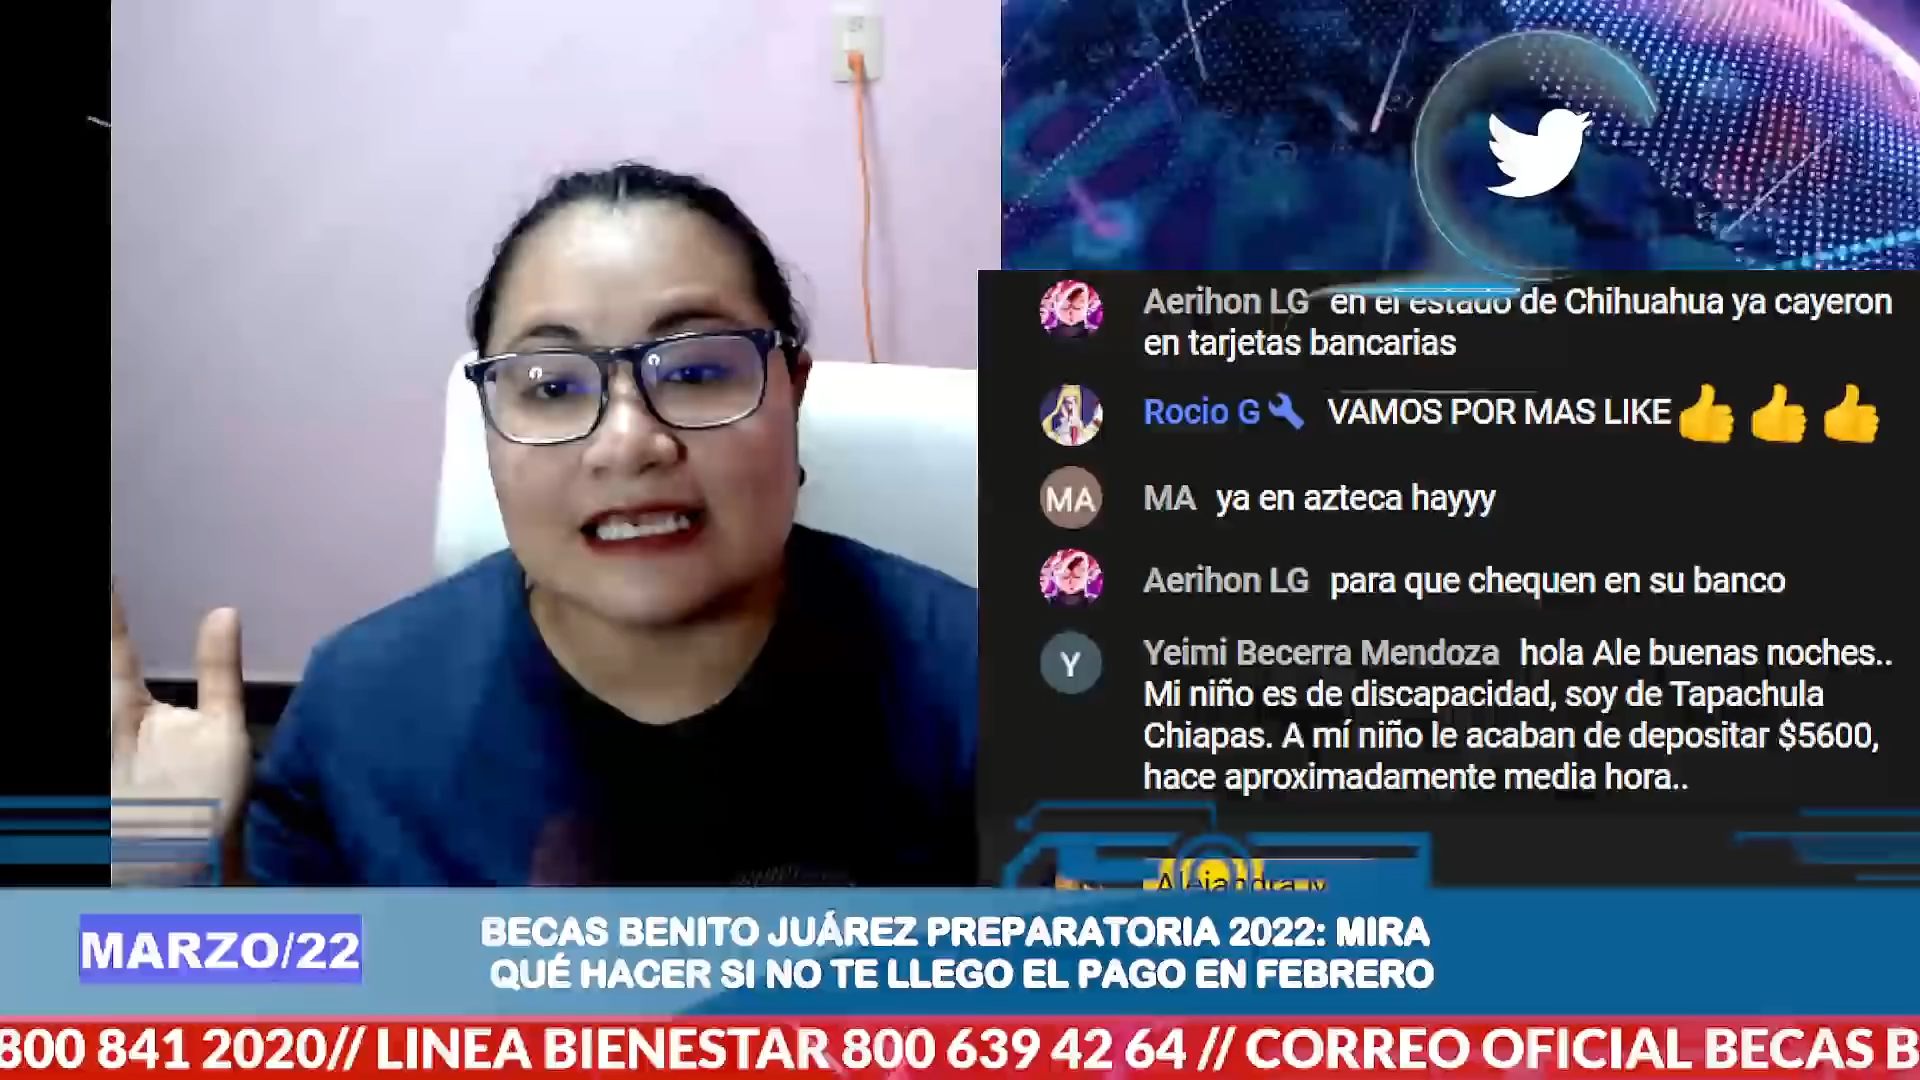 Aerihon LG en el estado de Chihuahua ya cayeron
en tarjetas bancarias
Rocio G VAMOS POR MAS LIKE
MA MA ya en azteca hayyy
Aerihon LG para que chequen en su banco
Y Yeimi Becerra Mendoza hola Ale buenas noches..
Mi niño es de discapacidad, soy de Tapachula
Chiapas. A mí niño le acaban de depositar $5600,
hace aproximadamente media hora..
Alejandra
MARZO/22
BECAS BENITO JUÁREZ PREPARATORIA 2022: MIRA
QUÉ HACER SI NO TE LLEGO EL PAGO EN FEBRERO
800 841 2020// LINEA BIENESTAR 800 639 42 64 // CORREO OFICIAL BECAS B